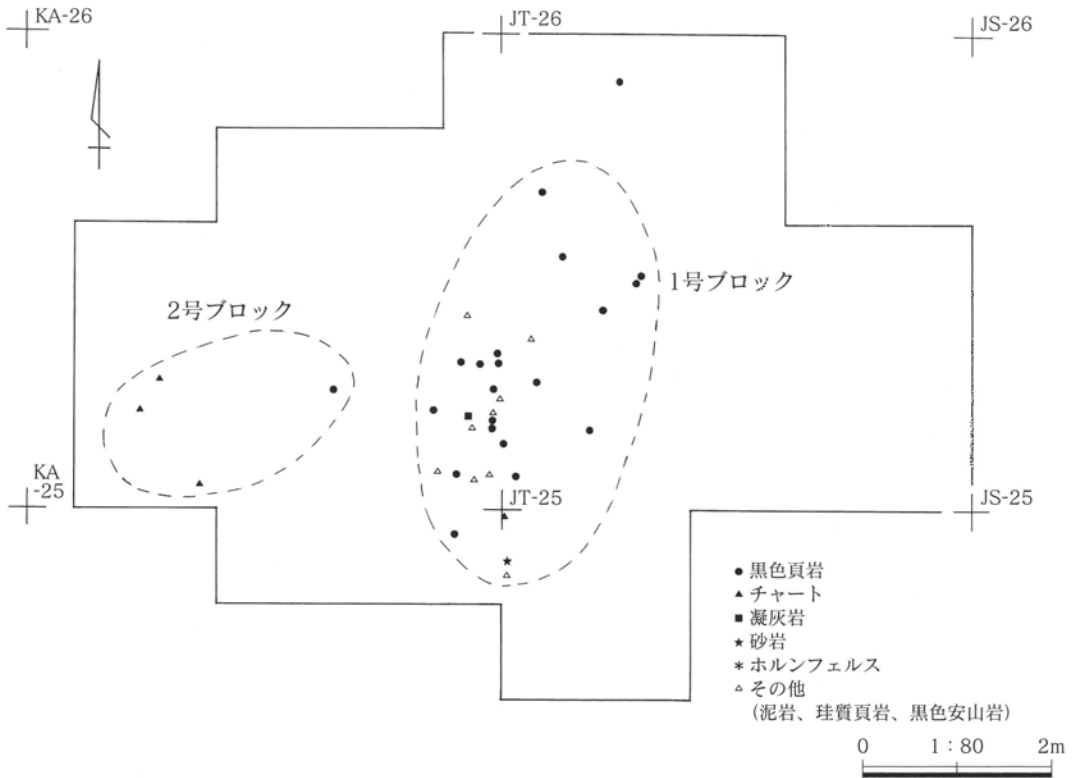 KA-26
JT-26
JS-26
1号ブロック
2号ブロック
KA
-25
JT-25
JS-25
● 黒色頁岩
▲ チャート
■ 凝灰岩
★ 砂岩
* ホルンフェルス
△ その他
(泥岩、珪質頁岩、黒色安山岩)
0 1:80 2m